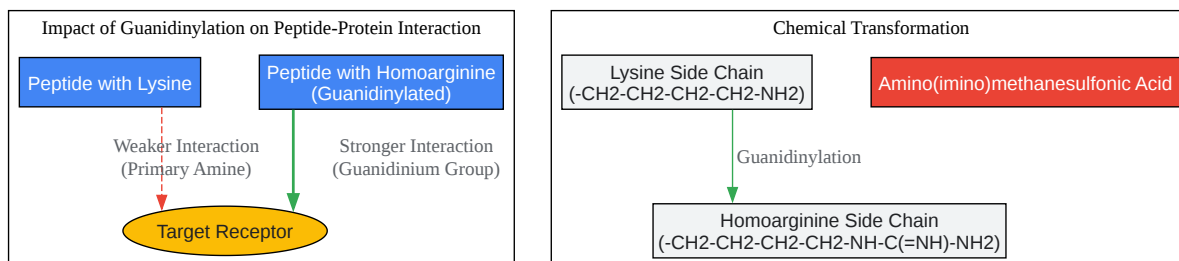 Impact of Guanidinylation on Peptide-Protein Interaction
Peptide with Lysine
Peptide with Homoarginine
(Guanidinylated)
Weaker Interaction
(Primary Amine)
Stronger Interaction
(Guanidinium Group)
Target Receptor
Chemical Transformation
Lysine Side Chain
(-CH2-CH2-CH2-CH2-NH2)
Amino(imino)methanesulfonic Acid
Guanidinylation
Homoarginine Side Chain
(-CH2-CH2-CH2-CH2-NH-C(=NH)-NH2)